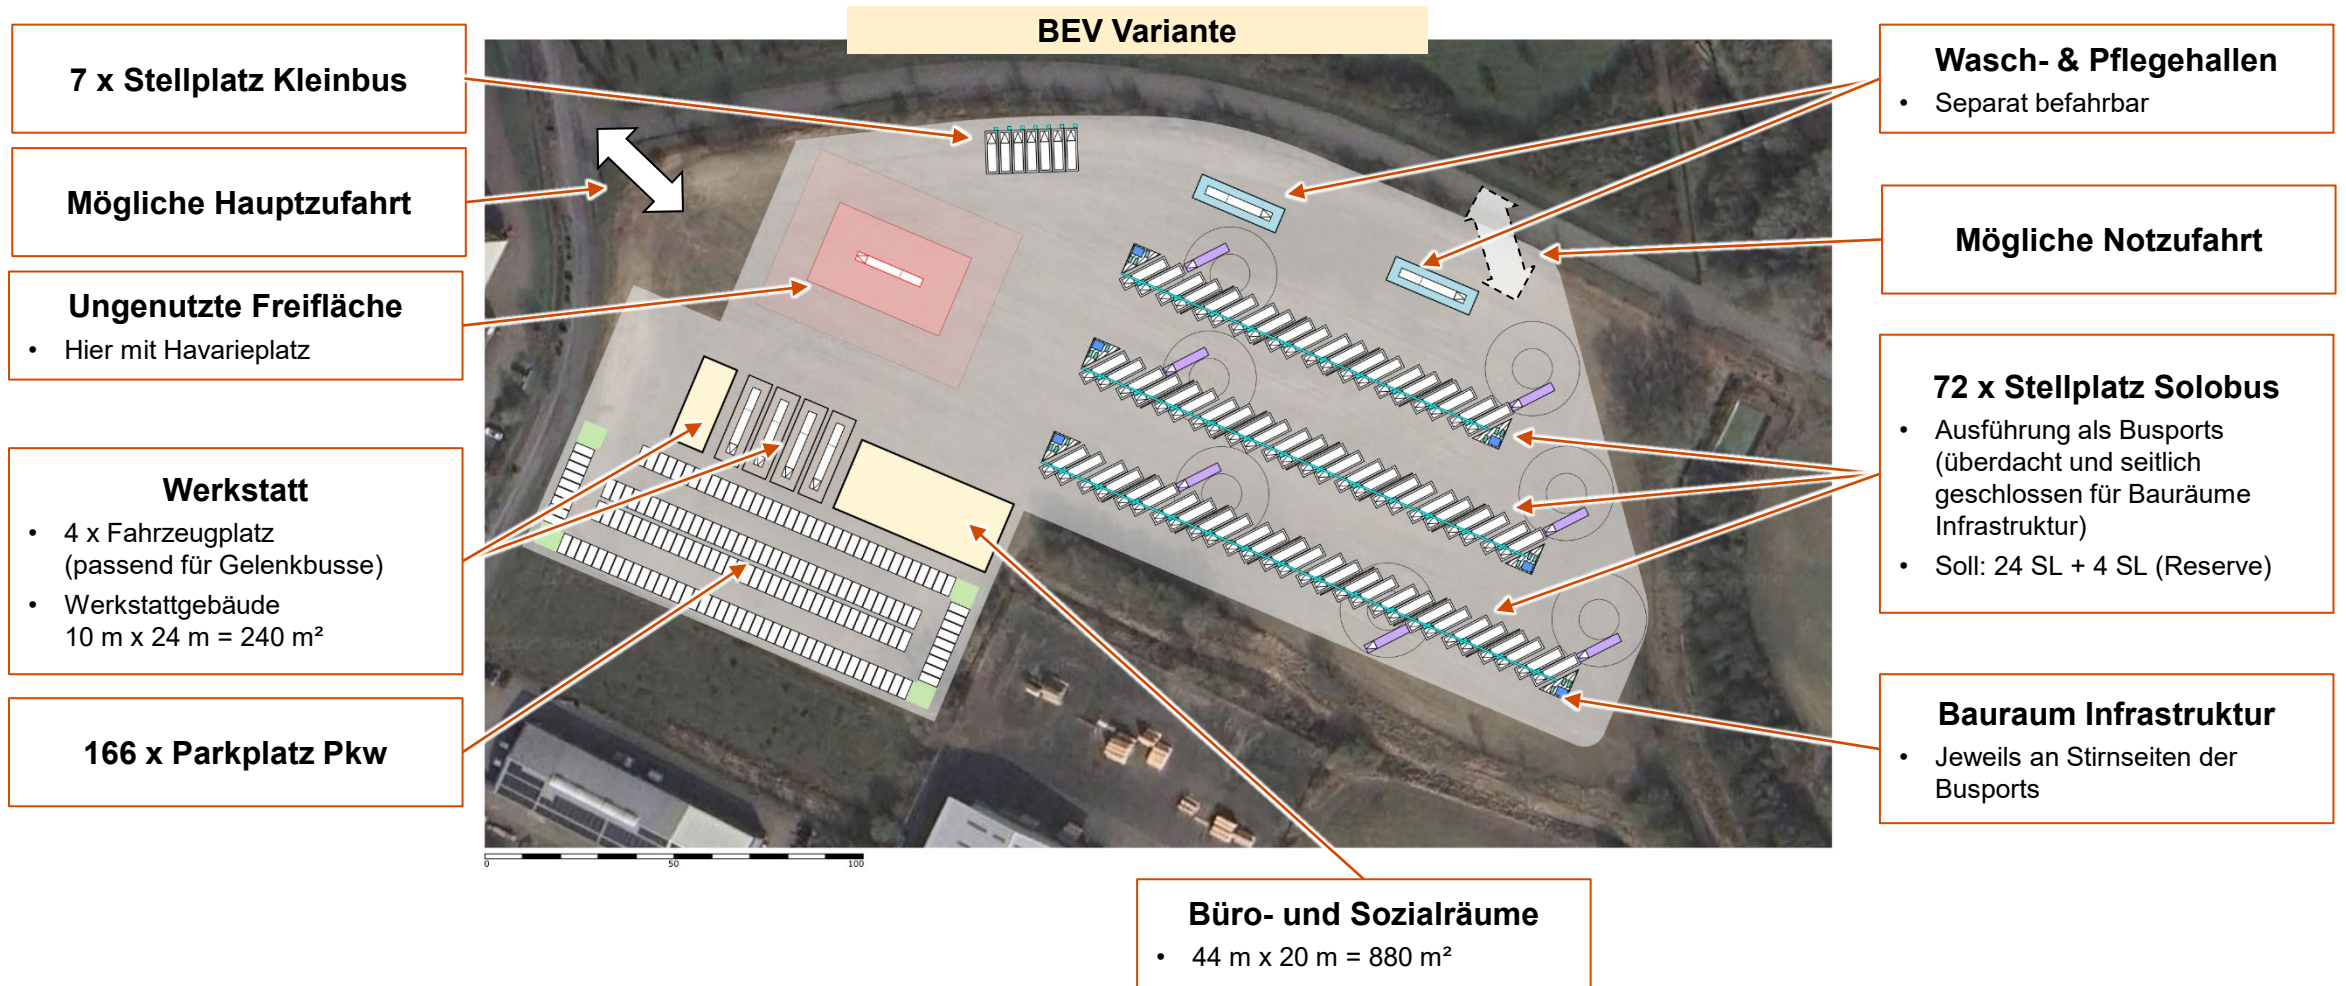 BEV Variante
7 x Stellplatz Kleinbus
Mögliche Hauptzufahrt
Ungenutzte Freifläche
• Hier mit Havarieplatz
Werkstatt
• 4 x Fahrzeugplatz
(passend für Gelenkbusse)
• Werkstattgebäude
10 m x 24 m = 240 m²
166 x Parkplatz Pkw
Wasch- & Pflegehallen
• Separat befahrbar
Mögliche Notzufahrt
72 x Stellplatz Solobus
• Ausführung als Busports
(überdacht und seitlich
geschlossen für Bauräume
Infrastruktur)
• Soll: 24 SL + 4 SL (Reserve)
Bauraum Infrastruktur
• Jeweils an Stirnseiten der
Busports
0 50 100
Büro- und Sozialräume
• 44 m x 20 m = 880 m²